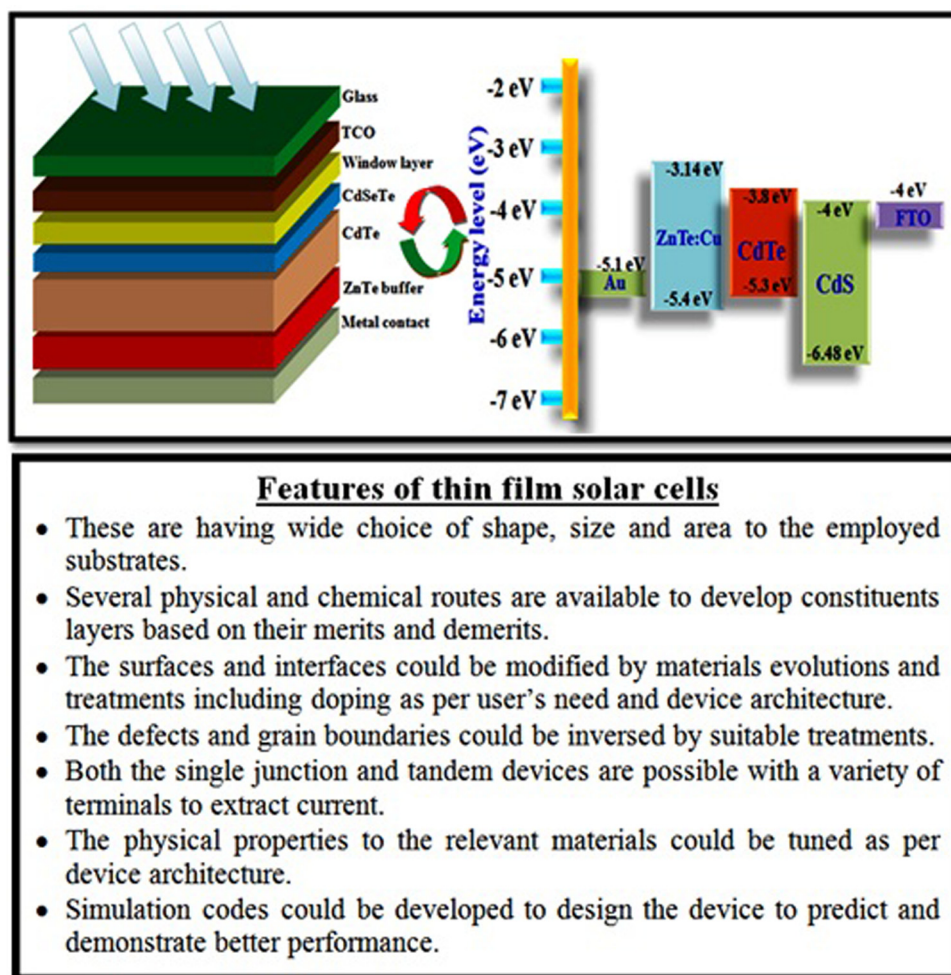 Glass
TCO
Window layer
CdSeTe
CdTe
ZnTe buffer
Metal contact
Energy level (eV)
-2 eV
-3 eV
-4 eV
-5 eV
-6 eV
-7 eV
-5.1 eV
Au
-3.14 eV
ZnTe:Cu
-5.4 eV
-3.8 eV
CdTe
-5.3 eV
-4 eV
CdS
-6.48 eV
-4 eV
FTO
Features of thin film solar cells
• These are having wide choice of shape, size and area to the employed
substrates.
• Several physical and chemical routes are available to develop constituents
layers based on their merits and demerits.
• The surfaces and interfaces could be modified by materials evolutions and
treatments including doping as per user’s need and device architecture.
• The defects and grain boundaries could be inversed by suitable treatments.
• Both the single junction and tandem devices are possible with a variety of
terminals to extract current.
• The physical properties to the relevant materials could be tuned as per
device architecture.
• Simulation codes could be developed to design the device to predict and
demonstrate better performance.